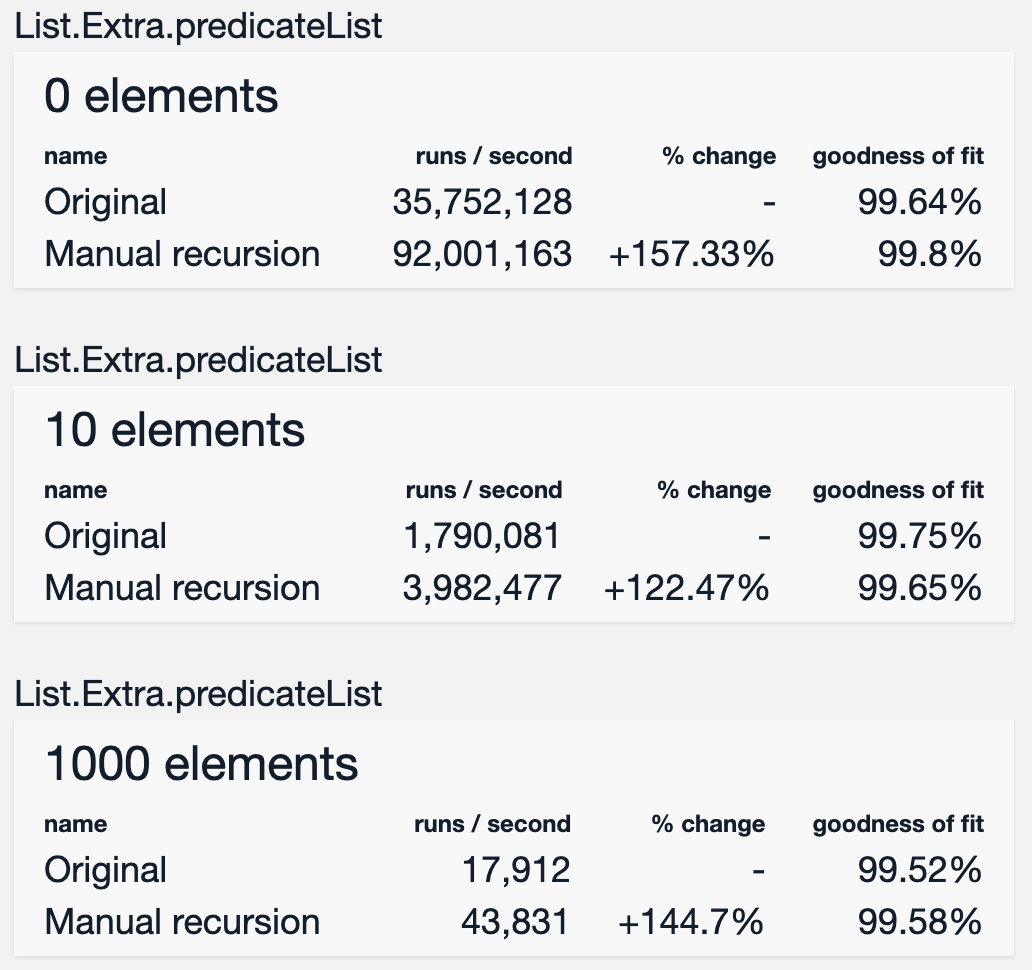 List.Extra.predicateList
0 elements
name runs / second % change goodness of fit
Original 35,752,128 - 99.64%
Manual recursion 92,001,163 +157.33% 99.8%
List.Extra.predicateList
10 elements
name runs / second % change goodness of fit
Original 1,790,081 - 99.75%
Manual recursion 3,982,477 +122.47% 99.65%
List.Extra.predicateList
1000 elements
name runs / second % change goodness of fit
Original 17,912 - 99.52%
Manual recursion 43,831 +144.7% 99.58%